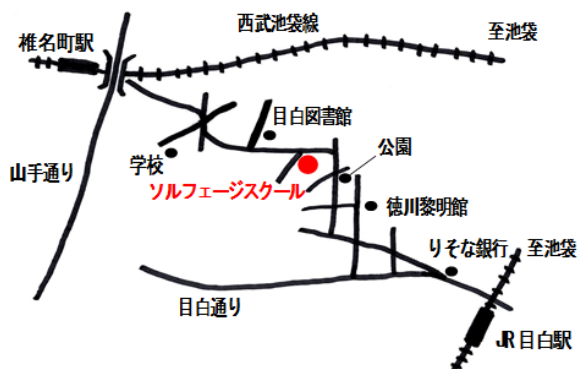 西武池袋線
至池袋
椎名町駅
目白図書館
公園
学校
山手通り
ソルフェージスクール
徳川黎明館
りそな銀行
至池袋
目白通り
JR目白駅